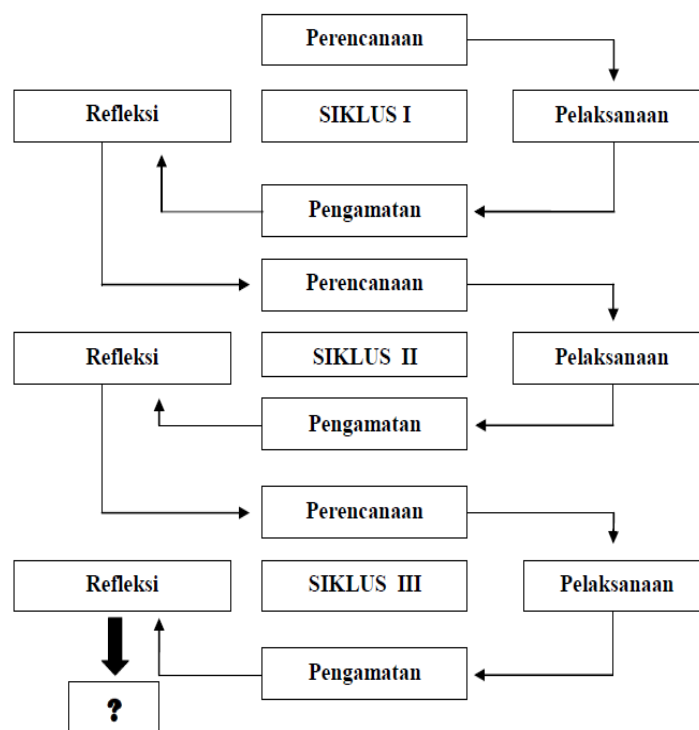 Perencanaan
Refleksi
SIKLUS I
Pelaksanaan
Pengamatan
Perencanaan
Refleksi
SIKLUS II
Pelaksanaan
Pengamatan
Perencanaan
Refleksi
SIKLUS III
Pelaksanaan
Pengamatan
?